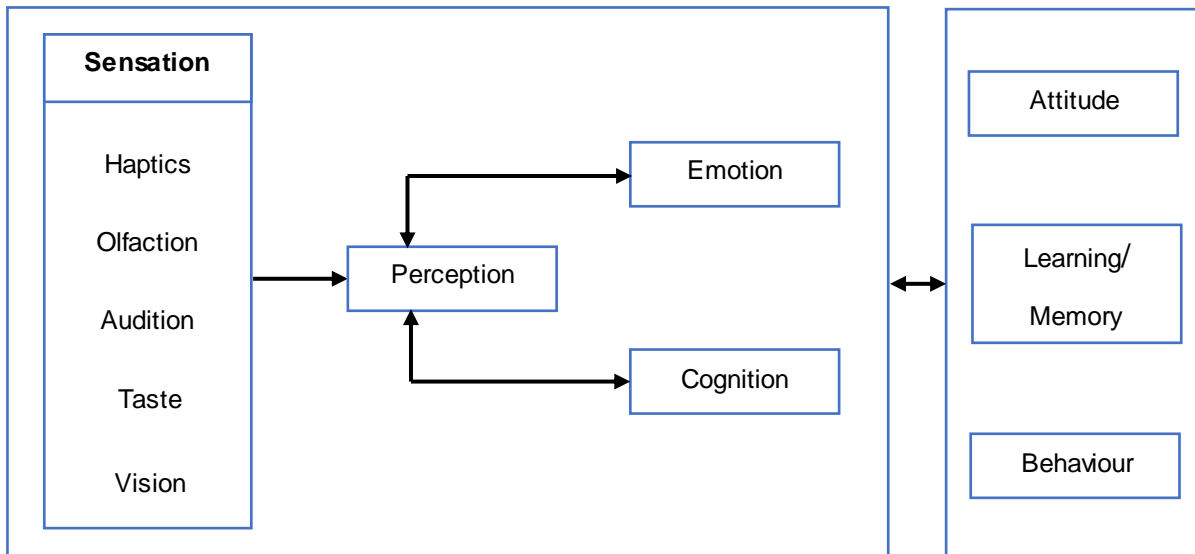 Sensation
Haptics
Olfaction
Audition
Taste
Vision
Perception
Emotion
Cognition
Attitude
Learning/
Memory
Behaviour